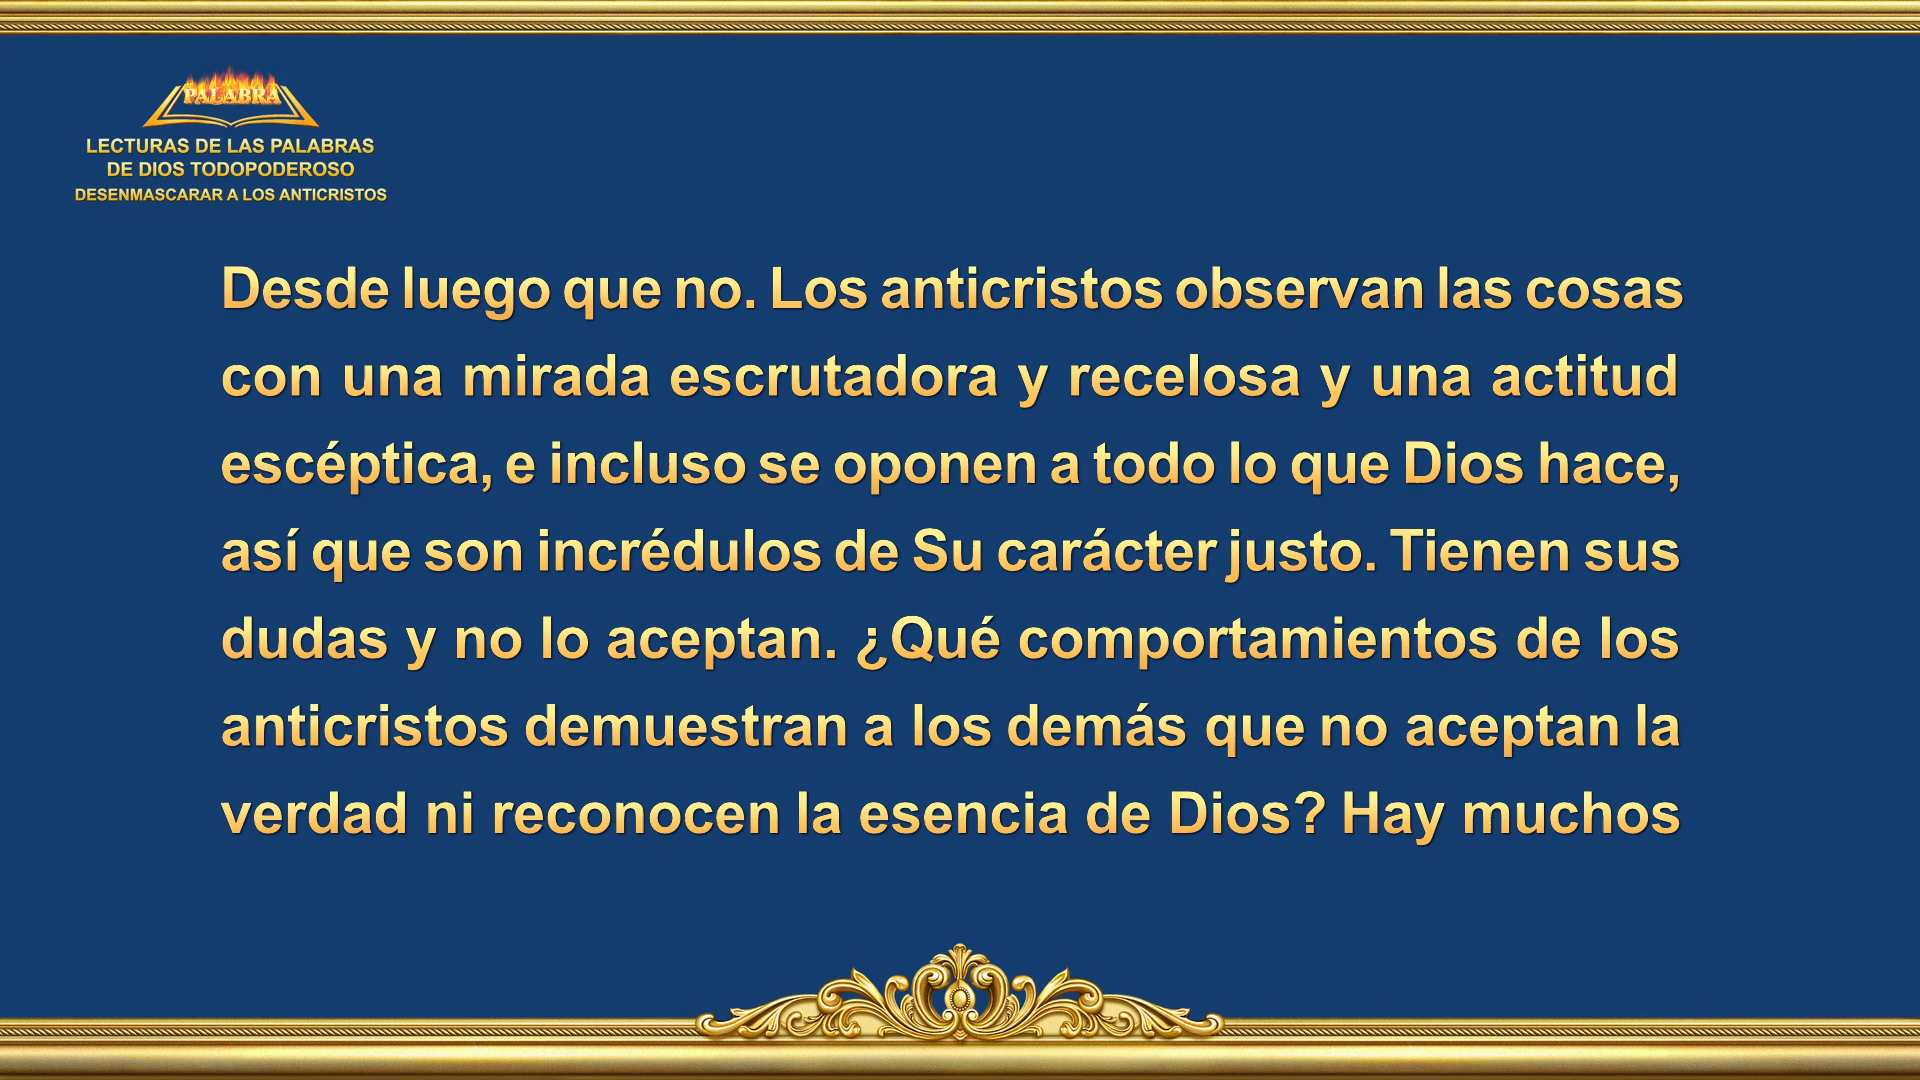 PALABRA
LECTURAS DE LAS PALABRAS
DE DIOS TODOPODEROSO
DESENMASCARAR A LOS ANTICRISTOS
Desde luego que no. Los anticristos observan las cosas
con una mirada escrutadora y recelosa y una actitud
escéptica, e incluso se oponen a todo lo que Dios hace,
así que son incrédulos de Su carácter justo. Tienen sus
dudas y no lo aceptan. ¿Qué comportamientos de los
anticristos demuestran a los demás que no aceptan la
verdad ni reconocen la esencia de Dios? Hay muchos